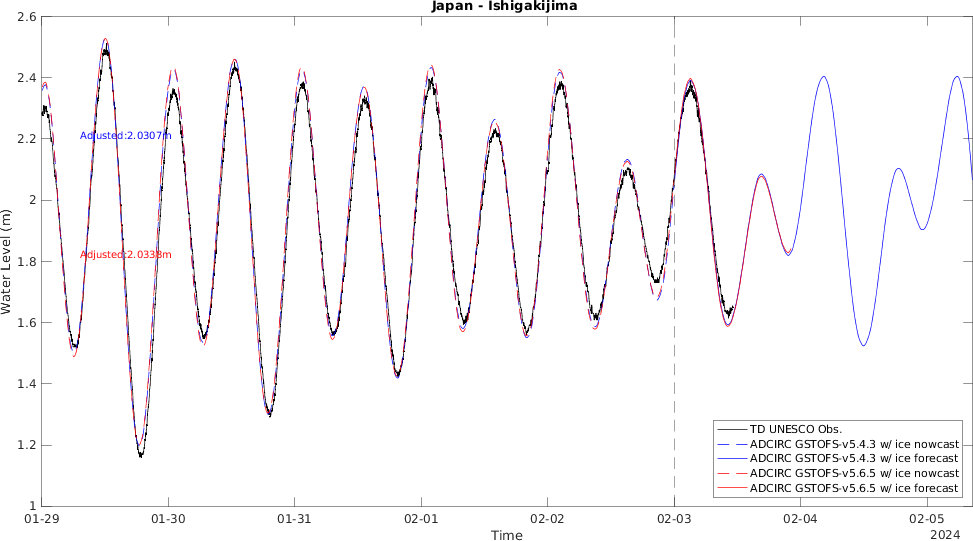 Japan - Ishigakijima
2.6
2.4
2.2
2
1.8
1.6
1.4
1.2
1
Water Level (m)
Adjusted:2.0307m
Adjusted:2.0338m
TD UNESCO Obs.
ADCIRC GSTOFS-v5.4.3 w/ ice nowcast
ADCIRC GSTOFS-v5.4.3 w/ ice forecast
ADCIRC GSTOFS-v5.6.5 w/ ice nowcast
ADCIRC GSTOFS-v5.6.5 w/ ice forecast
01-29 01-30 01-31 02-01 02-02 02-03 02-04 02-05
Time
2024